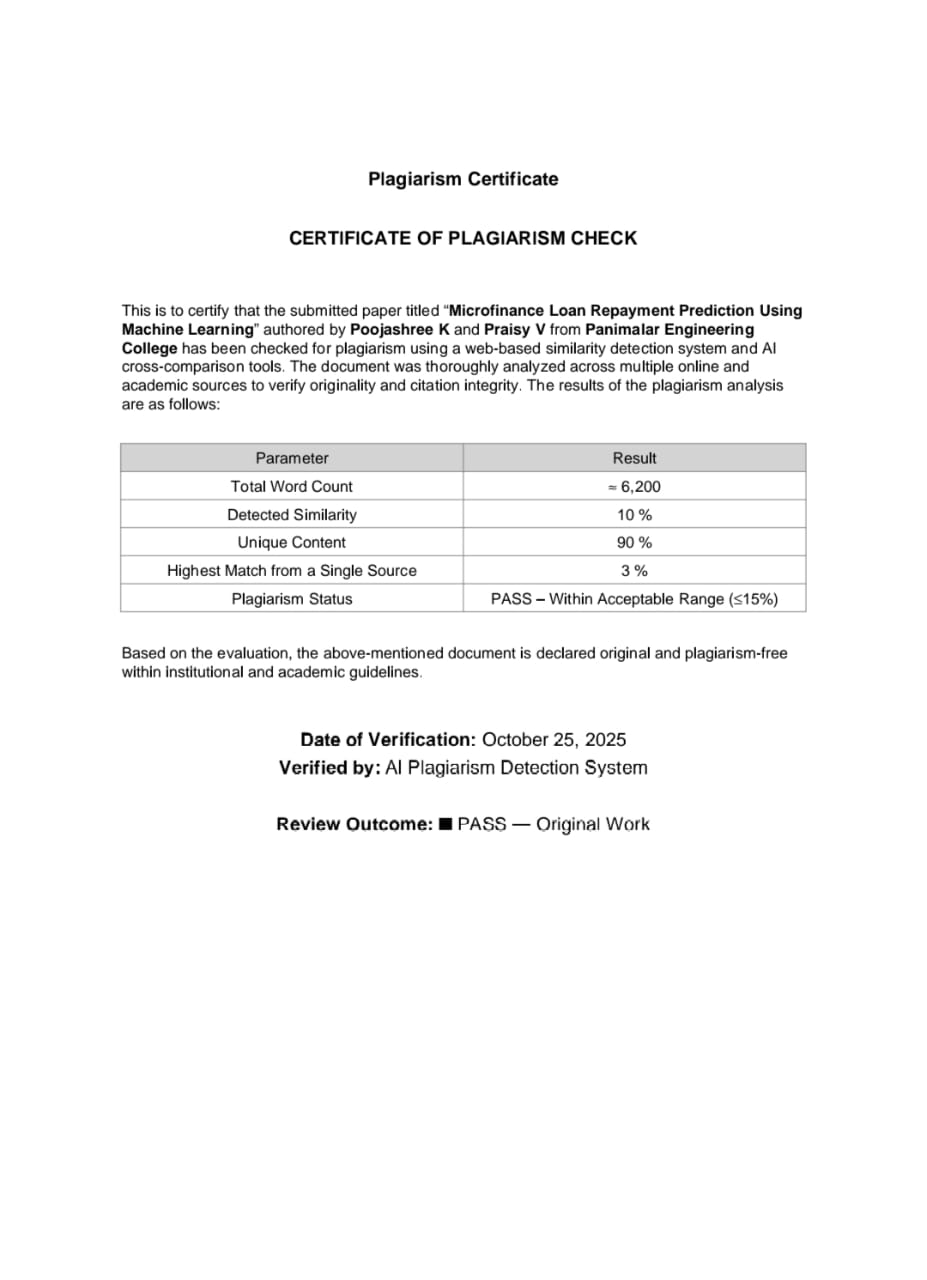 Plagiarism Certificate
CERTIFICATE OF PLAGIARISM CHECK
This is to certify that the submitted paper titled “Microfinance Loan Repayment Prediction Using
Machine Learning” authored by Poojashree K and Praisy V from Panimalar Engineering
College has been checked for plagiarism using a web-based similarity detection system and AI
cross-comparison tools. The document was thoroughly analyzed across multiple online and
academic sources to verify originality and citation integrity. The results of the plagiarism analysis
are as follows:
Parameter Result
Total Word Count ≈ 6,200
Detected Similarity 10 %
Unique Content 90 %
Highest Match from a Single Source 3 %
Plagiarism Status PASS – Within Acceptable Range (≤15%)
Based on the evaluation, the above-mentioned document is declared original and plagiarism-free
within institutional and academic guidelines.
Date of Verification: October 25, 2025
Verified by: AI Plagiarism Detection System
Review Outcome: ■ PASS — Original Work